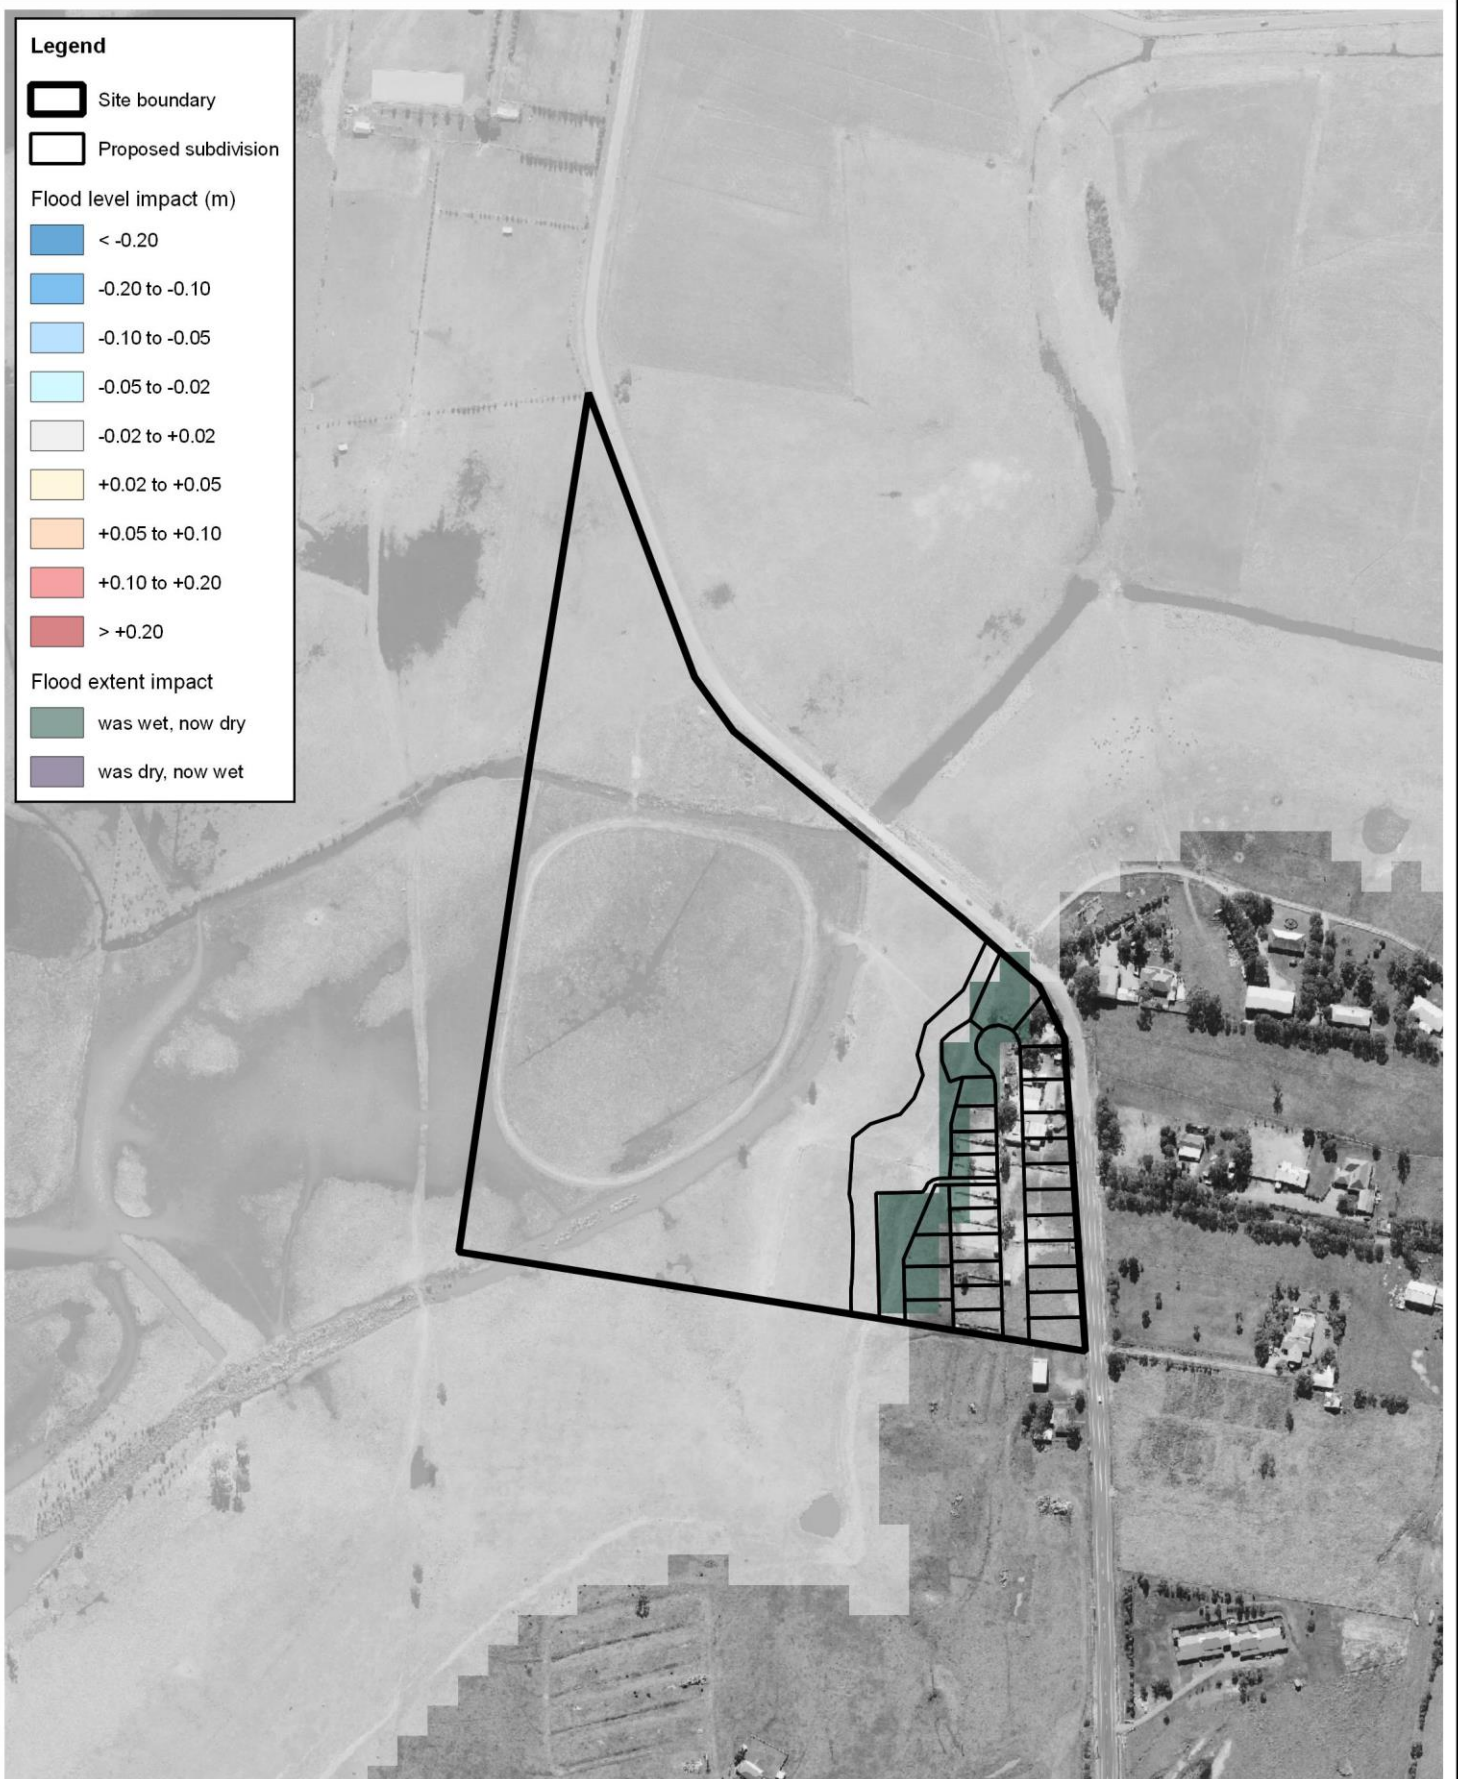 Legend
Site boundary
Proposed subdivision
Flood level impact (m)
< -0.20
-0.20 to -0.10
-0.10 to -0.05
-0.05 to -0.02
-0.02 to +0.02
+0.02 to +0.05
+0.05 to +0.10
+0.10 to +0.20
> +0.20
Flood extent impact
was wet, now dry
was dry, now wet